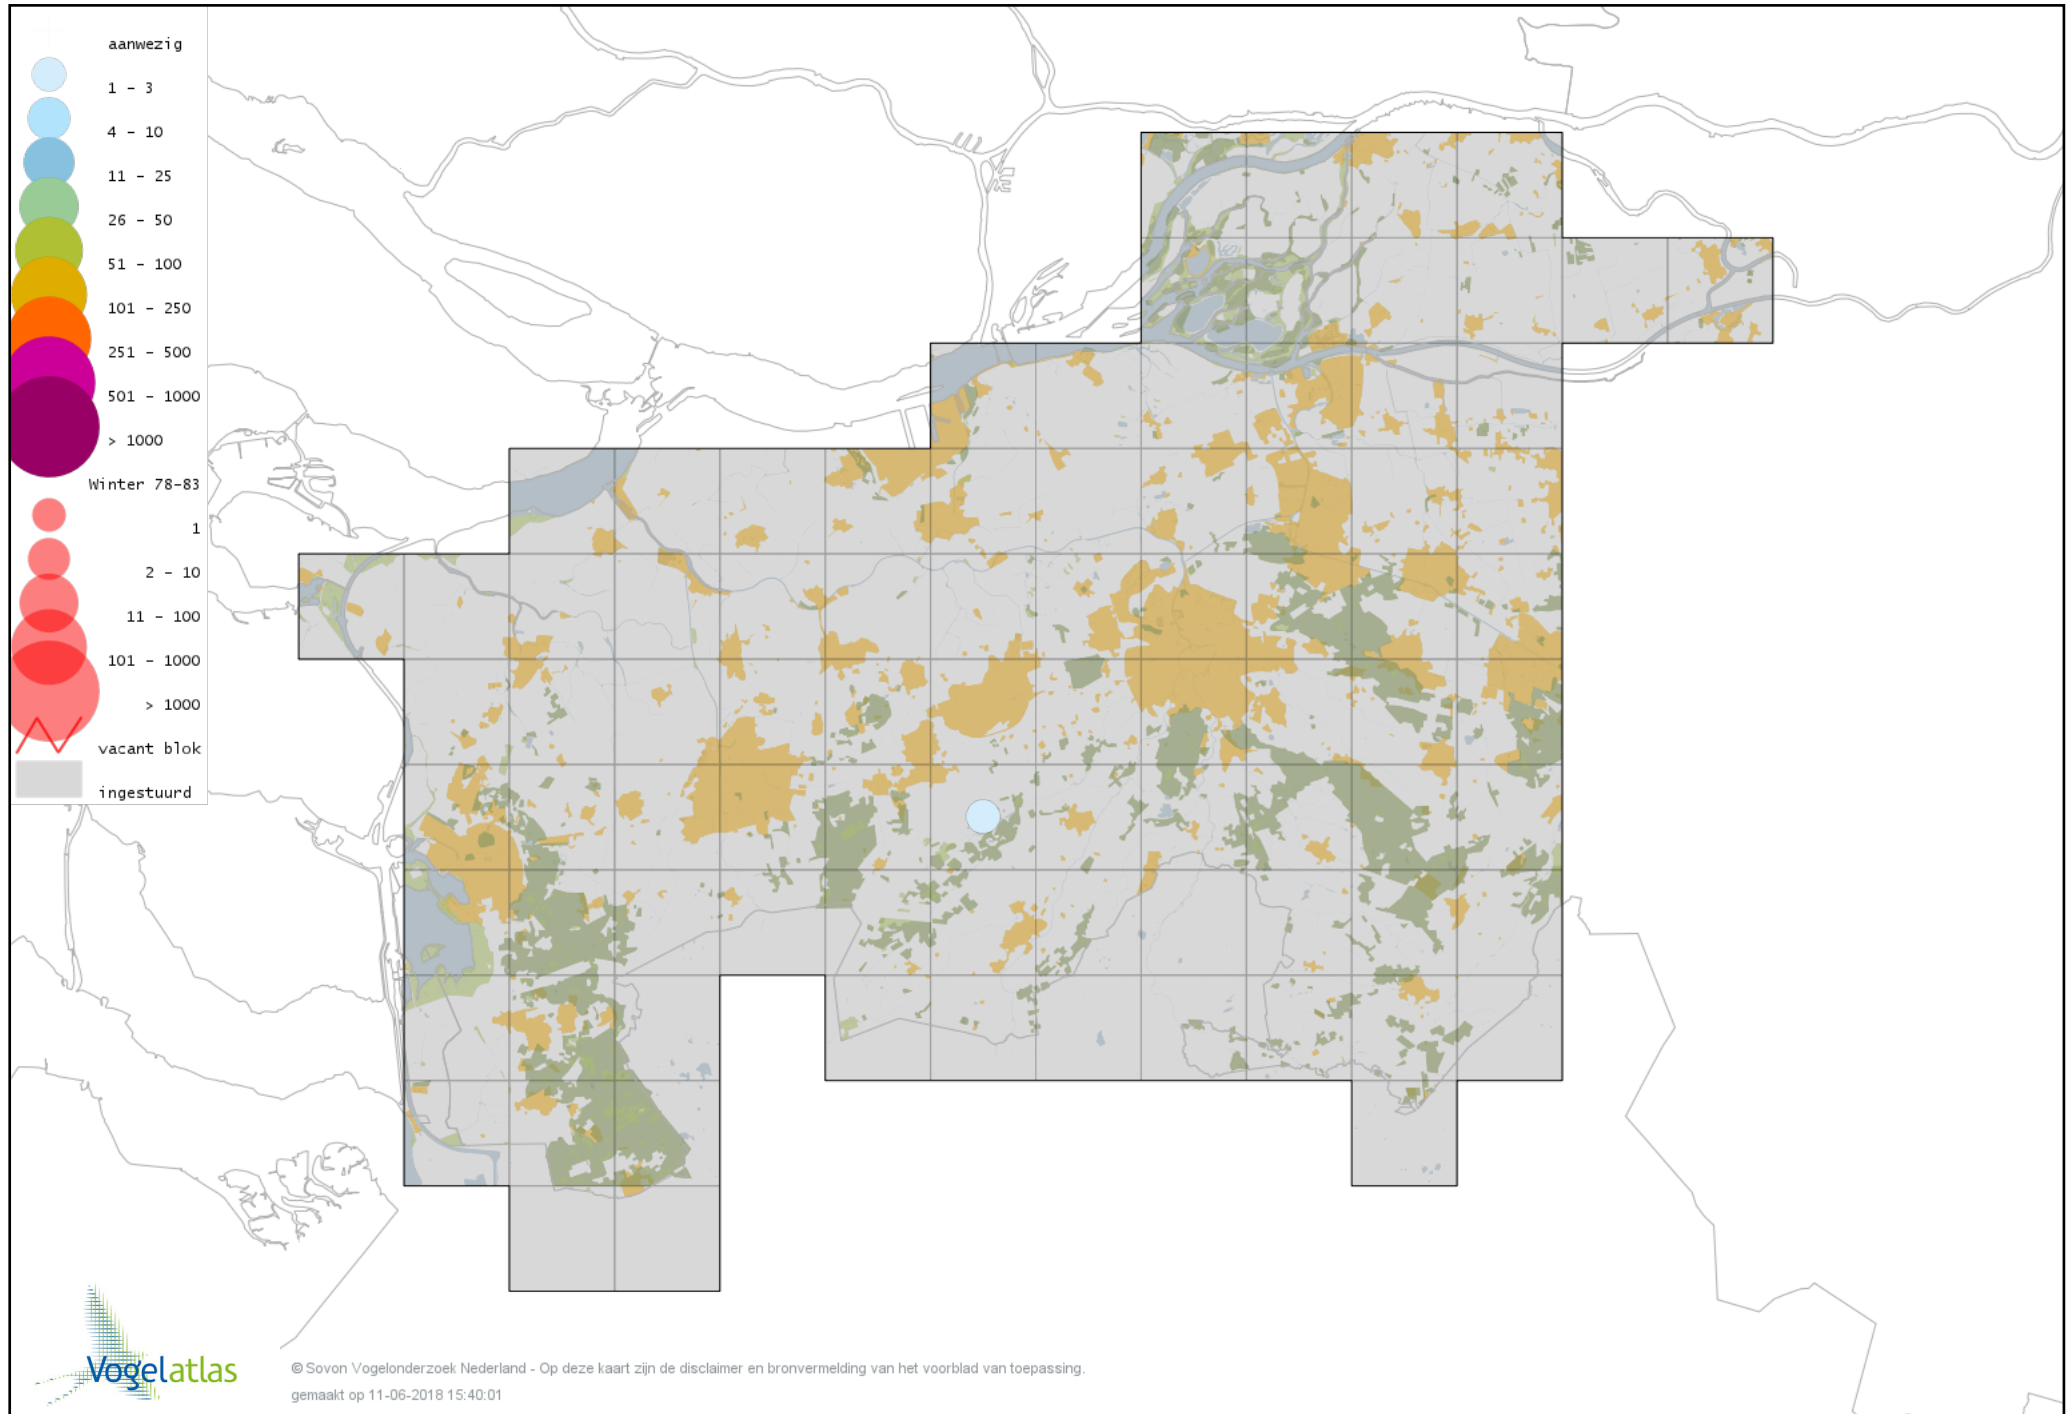 aanwezig
1 – 3
4 – 10
11 – 25
26 – 50
51 – 100
101 – 250
251 – 500
501 – 1000
> 1000
Winter 78-83
1
2 – 10
11 – 100
101 – 1000
> 1000
vacant blok
ingestuurd
Vogelatlas
© Sovon Vogelonderzoek Nederland - Op deze kaart zijn de disclaimer en bronvermelding van het voorblad van toepassing.
gemaakt op 11-06-2018 15:40:01